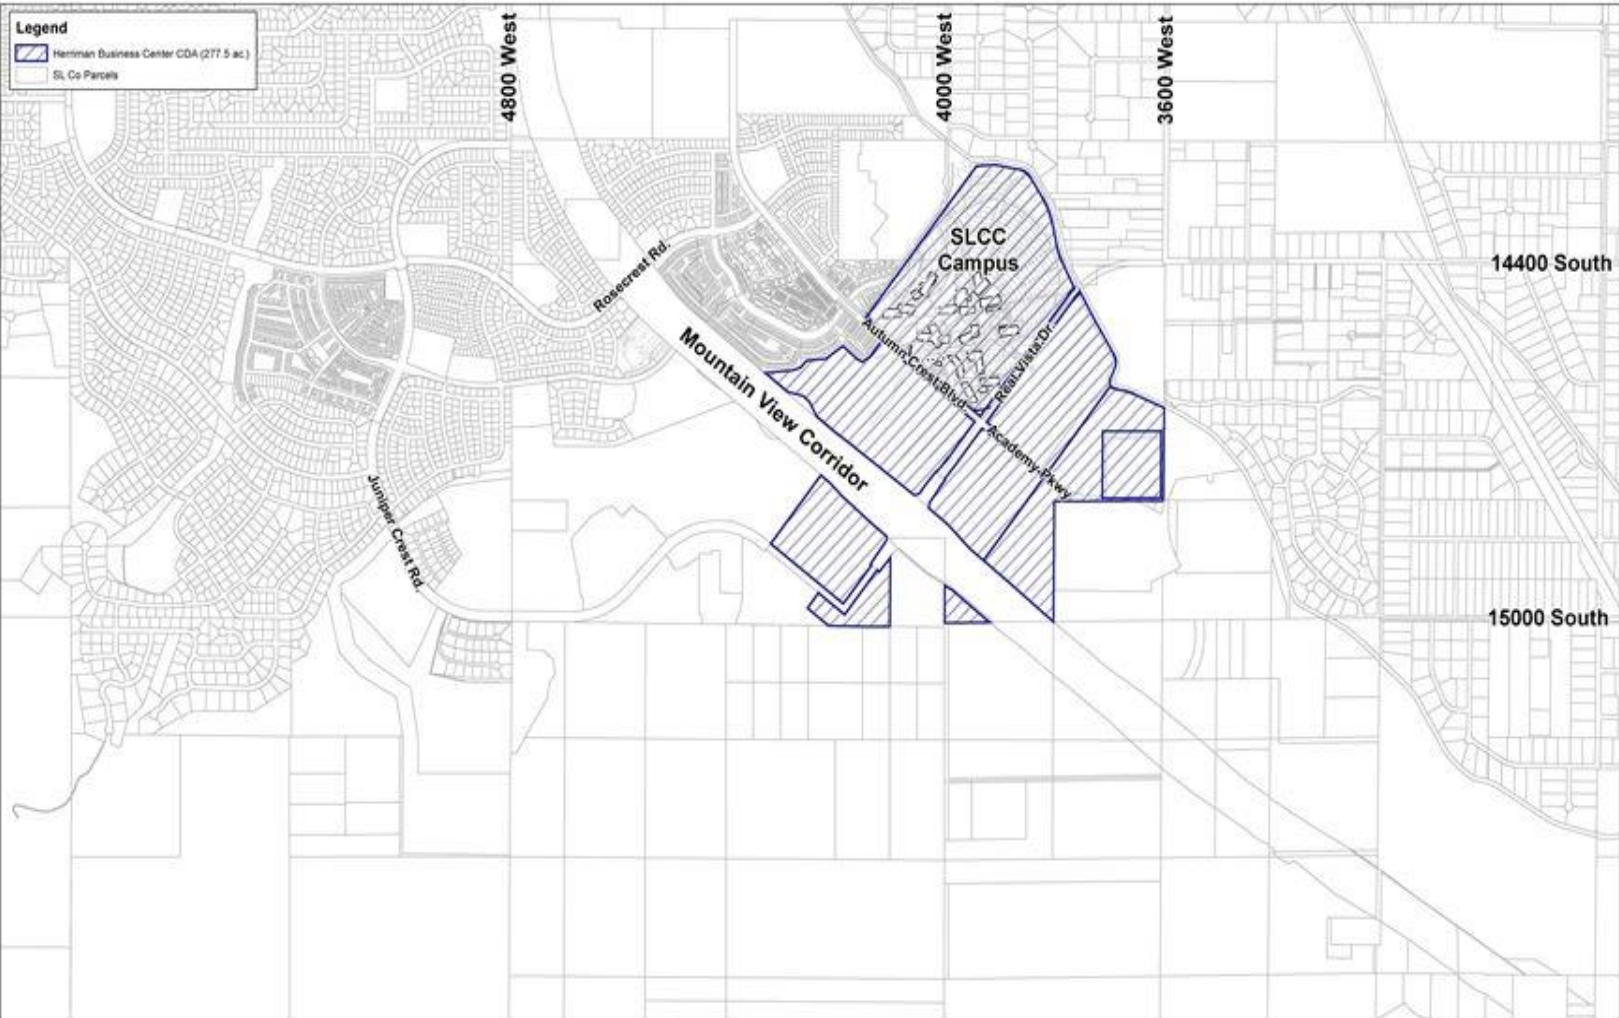 Legend
Herriman Business Center CDA (277.5 ac.)
SL Co Parcels
4800 West
4000 West
3600 West
SLCC
Campus
14400 South
Rosecrest Rd.
Mountain View Corridor
Autumn Crest Blvd.
Real Vista Dr.
Academy Pkwy
Juniper Crest Rd.
15000 South